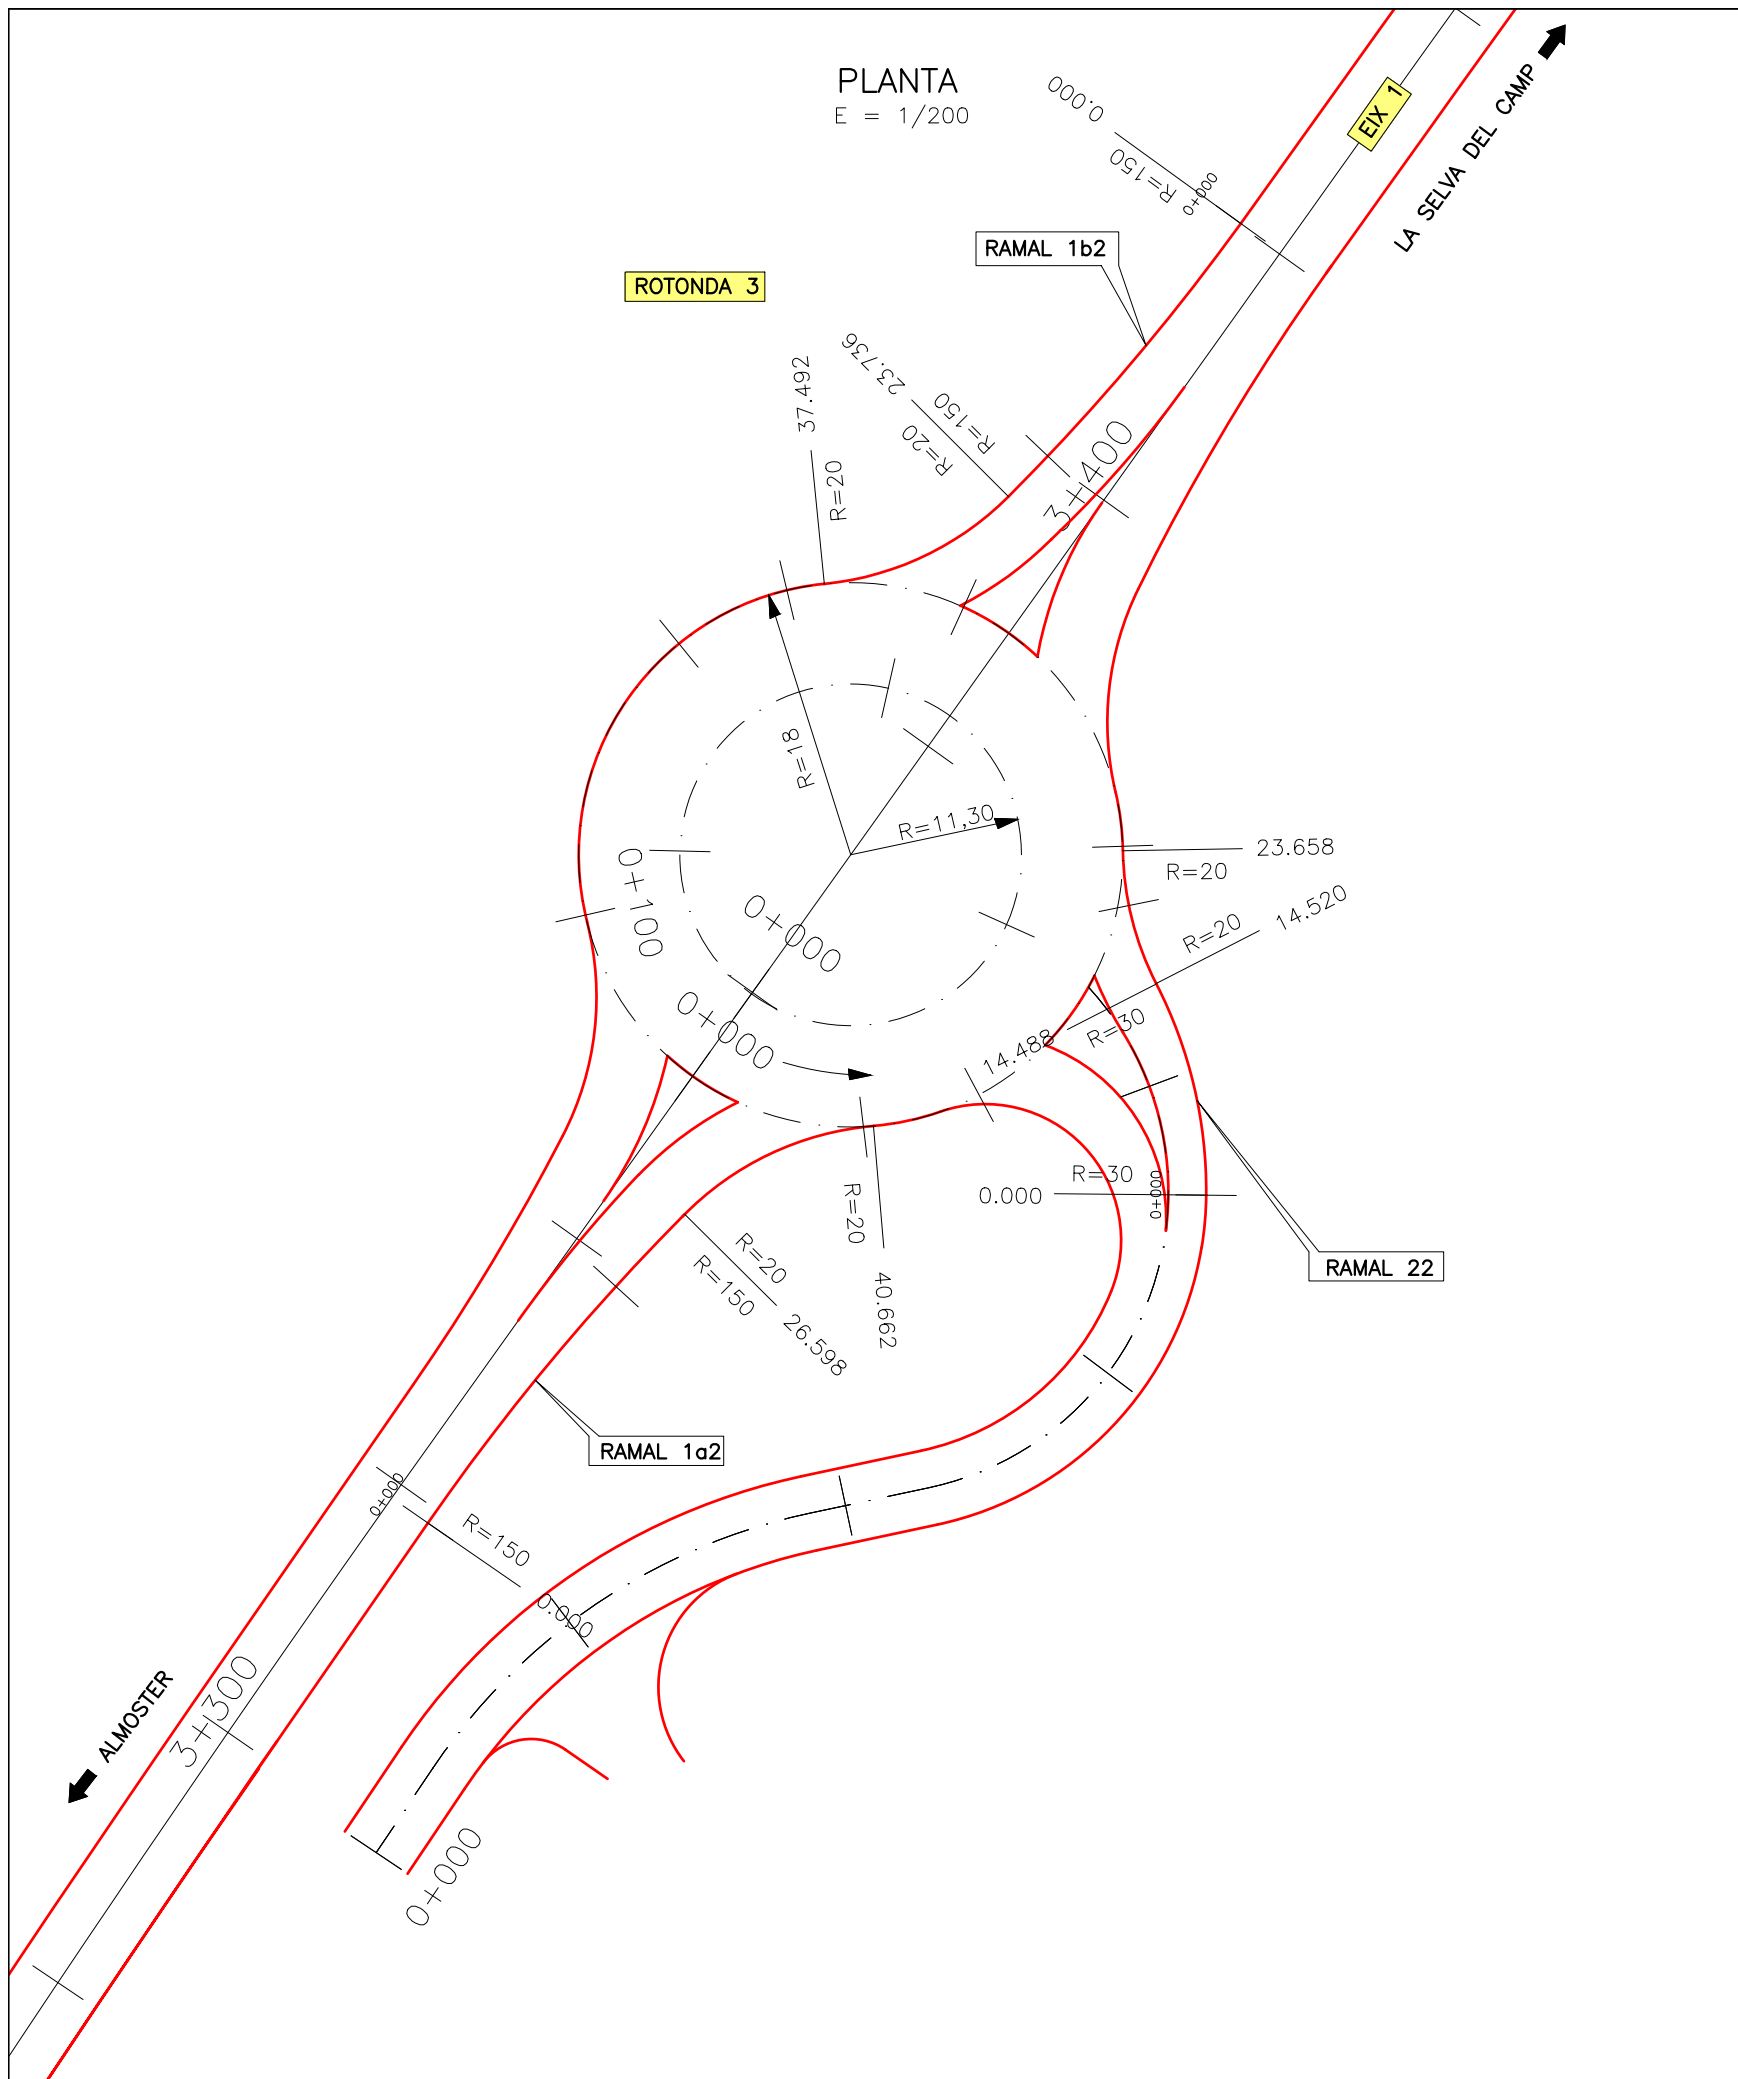 PLANTA
E = 1/200
0.000
R=150
0+000
EIX 1
LA SELVA DEL CAMP
RAMAL 1b2
ROTONDA 3
37.492
R=20
23.736
R=150
R=20
3+400
R=18
R=11,30
23.658
R=20
14.520
R=20
0+100
0+000
0+000
14.488
R=30
0.000
R=30
0+000
RAMAL 22
R=20
40.662
R=20
R=150
26.598
RAMAL 1a2
0+000
R=150
0.000
ALMOSTER
3+300
0+000